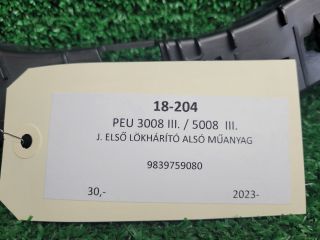 18-204
PEU 3008 III. / 5008 III.
J. ELSŐ LÖKHÁRÍTÓ ALSÓ MŰANYAG
9839759080
30,- 2023-